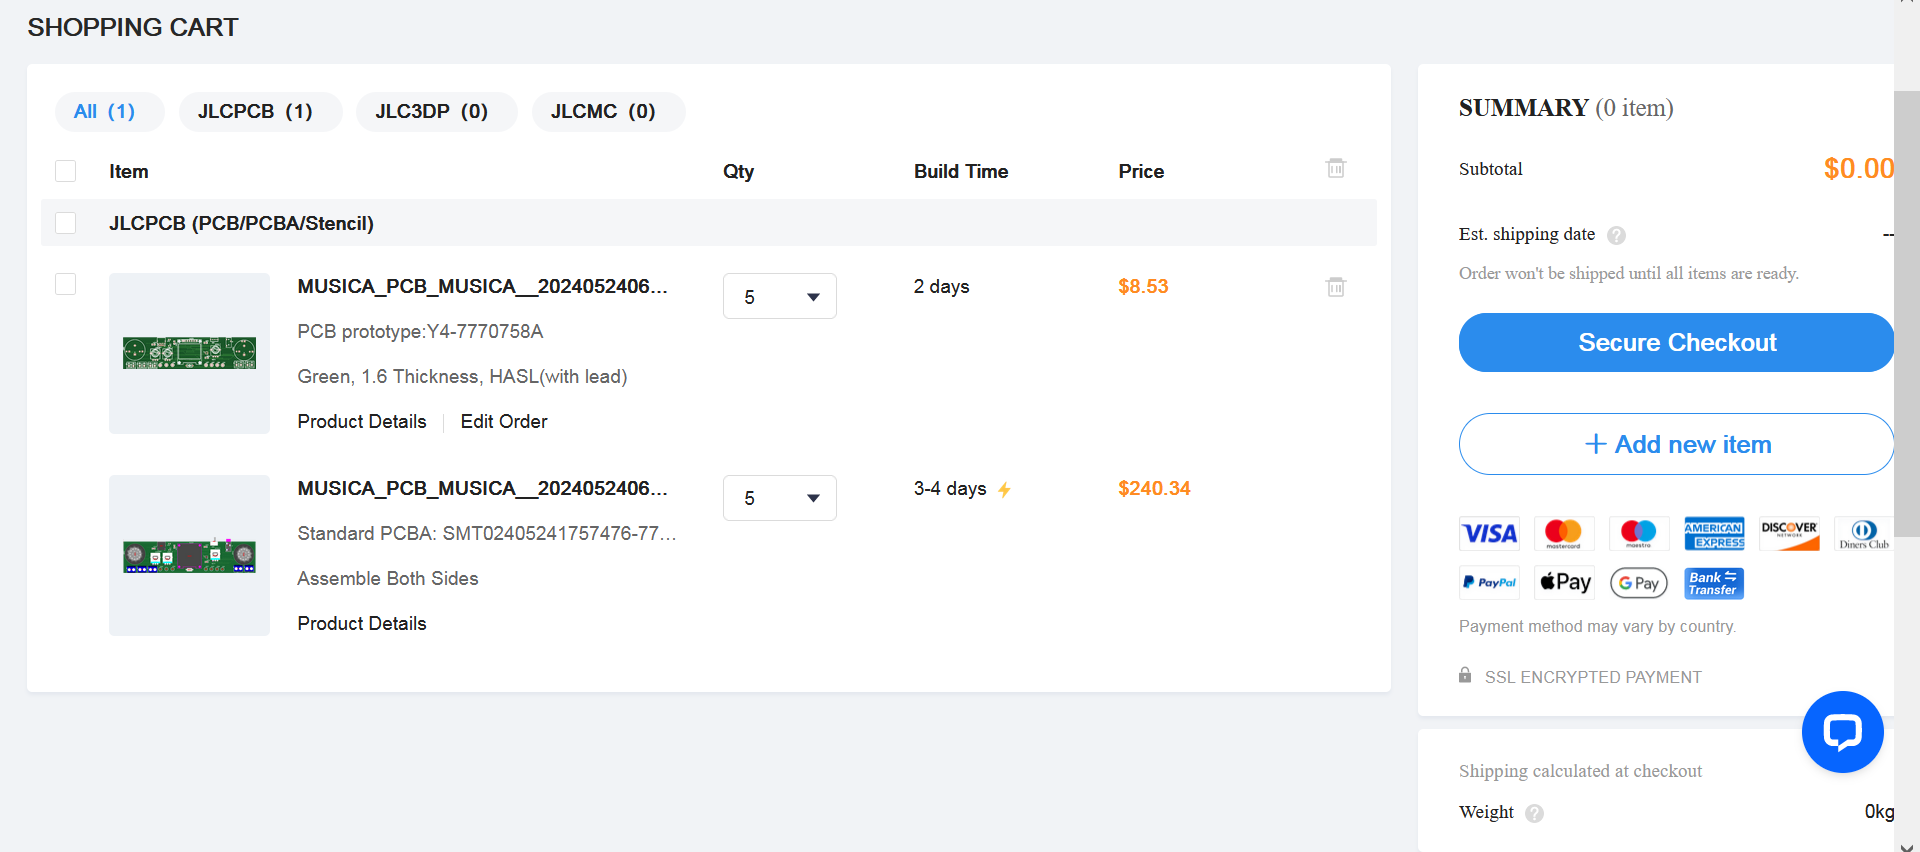 SHOPPING CART
All (1)
JLCPCB (1)
JLC3DP (0)
JLCMC (0)
Item
Qty
Build Time
Price
JLCPCB (PCB/PCBA/Stencil)
MUSICA_PCB_MUSICA__2024052406...
5
2 days
$8.53
PCB prototype:Y4-7770758A
Green, 1.6 Thickness, HASL(with lead)
Product Details
Edit Order
MUSICA_PCB_MUSICA__2024052406...
5
3-4 days
$240.34
Standard PCBA: SMT02405241757476-77...
Assemble Both Sides
Product Details
SUMMARY (0 item)
Subtotal
$0.00
Est. shipping date ?
--
Order won't be shipped until all items are ready.
Secure Checkout
+ Add new item
VISA
mastercard
maestro
AMERICAN EXPRESS
DISCOVER NETWORK
Diners Club
PayPal
Pay
G Pay
Bank Transfer
Payment method may vary by country.
SSL ENCRYPTED PAYMENT
Shipping calculated at checkout
Weight ?
0kg